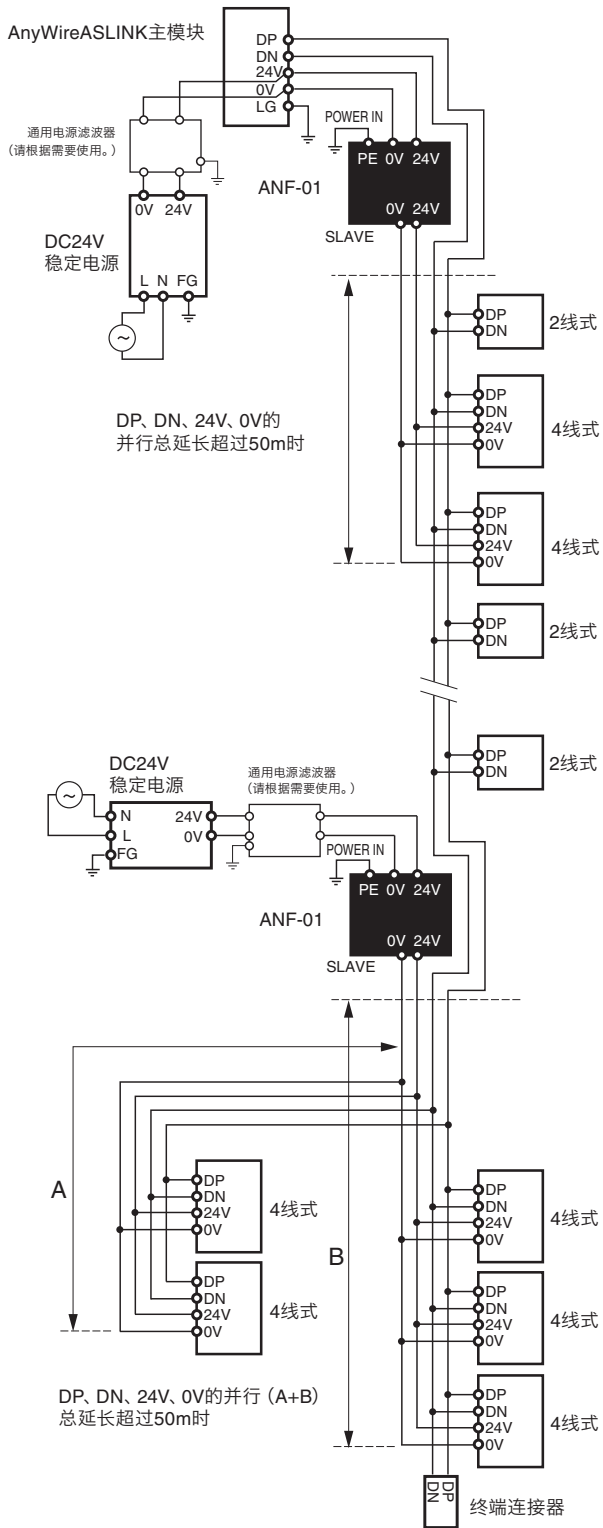 AnyWireASLINK主模块
DP
DN
24V
0V
LG
通用电源滤波器
（请根据需要使用。）
POWER IN
PE 0V 24V
ANF-01
0V 24V
SLAVE
0V 24V
DC24V
稳定电源
L N FG
DP
DN
2线式
DP
DN
24V
0V
4线式
DP、DN、24V、0V的
并行总延长超过50m时
DP
DN
24V
0V
4线式
DP
DN
2线式
DP
DN
2线式
DC24V
稳定电源
通用电源滤波器
（请根据需要使用。）
N
L
FG
24V
0V
POWER IN
PE 0V 24V
ANF-01
0V 24V
SLAVE
A
B
DP
DN
24V
0V
4线式
DP
DN
24V
0V
4线式
DP
DN
24V
0V
4线式
DP
DN
24V
0V
4线式
DP
DN
24V
0V
4线式
DP、DN、24V、0V的并行（A+B）
总延长超过50m时
DP
DN
终端连接器